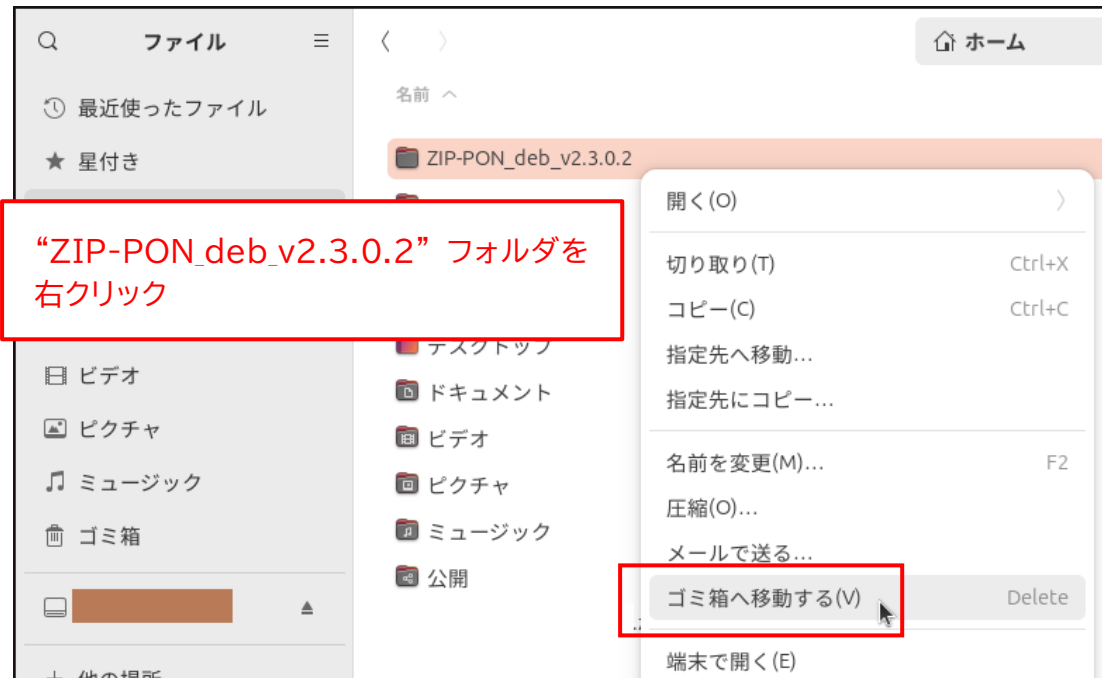 ファイル
ホーム
最近使ったファイル
星付き
ビデオ
ピクチャ
ミュージック
ゴミ箱
名前
ZIP-PON_deb_v2.3.0.2
“ZIP-PON_deb_v2.3.0.2” フォルダを
右クリック
デスクトップ
ドキュメント
ビデオ
ピクチャ
ミュージック
公開
開く(O)
切り取り(T) Ctrl+X
コピー(C) Ctrl+C
指定先へ移動...
指定先にコピー...
名前を変更(M)... F2
圧縮(O)...
メールで送る...
ゴミ箱へ移動する(V) Delete
端末で開く(E)